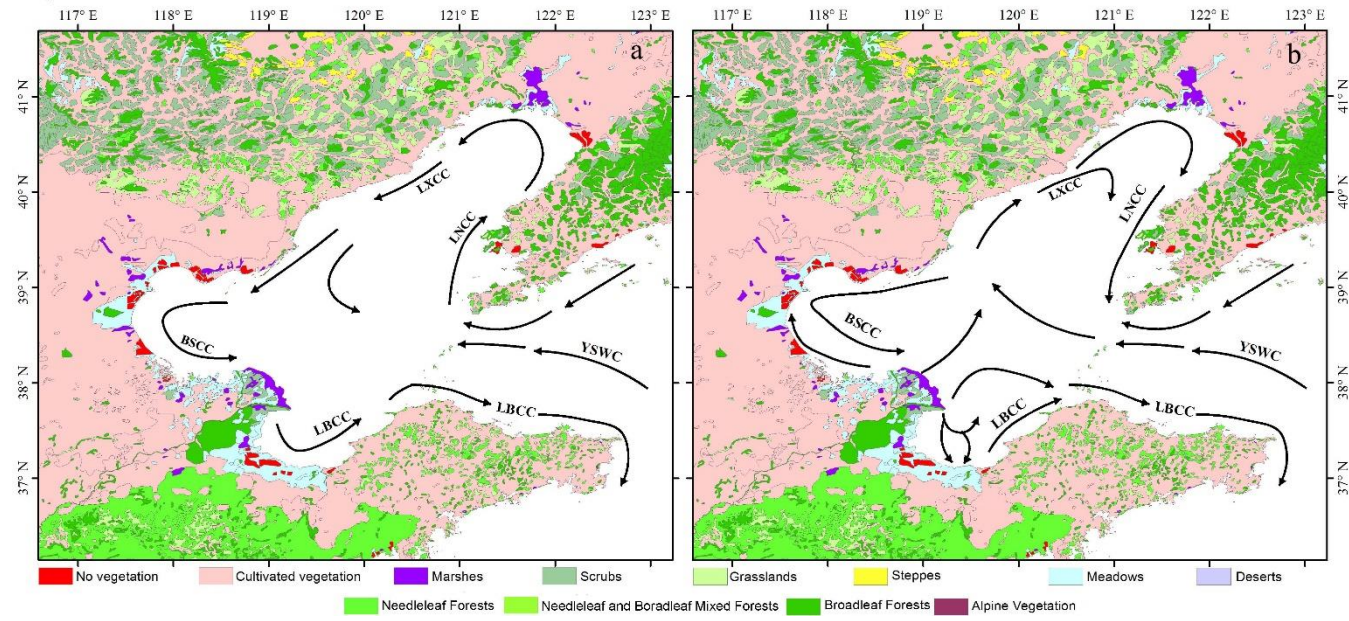 117° E 118° E 119° E 120° E 121° E 122° E 123° E 117° E 118° E 119° E 120° E 121° E 122° E 123° E
a
b
41° N
40° N
39° N
38° N
37° N
LXCC
LNCC
BSCC
YSWC
LBCC
LBCC
LXCC
LNCC
BSCC
YSWC
LBCC
LBCC
41° N
40° N
39° N
38° N
37° N
No vegetation Cultivated vegetation Marshes Scrubs Grasslands Steppes Meadows Deserts
Needleleaf Forests Needleleaf and Boradleaf Mixed Forests Broadleaf Forests Alpine Vegetation